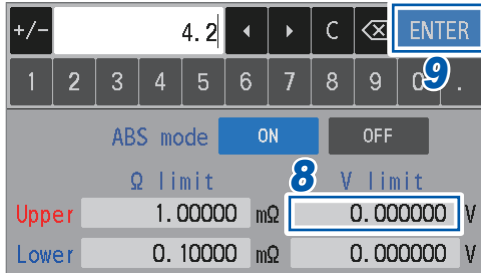 +/- 4.2 ◂ ▸ C ⌫ ENTER
9
1 2 3 4 5 6 7 8 9 0 .
ABS mode ON OFF
8
Ω limit V limit
Upper 1.00000 mΩ 0.000000 V
Lower 0.10000 mΩ 0.000000 V